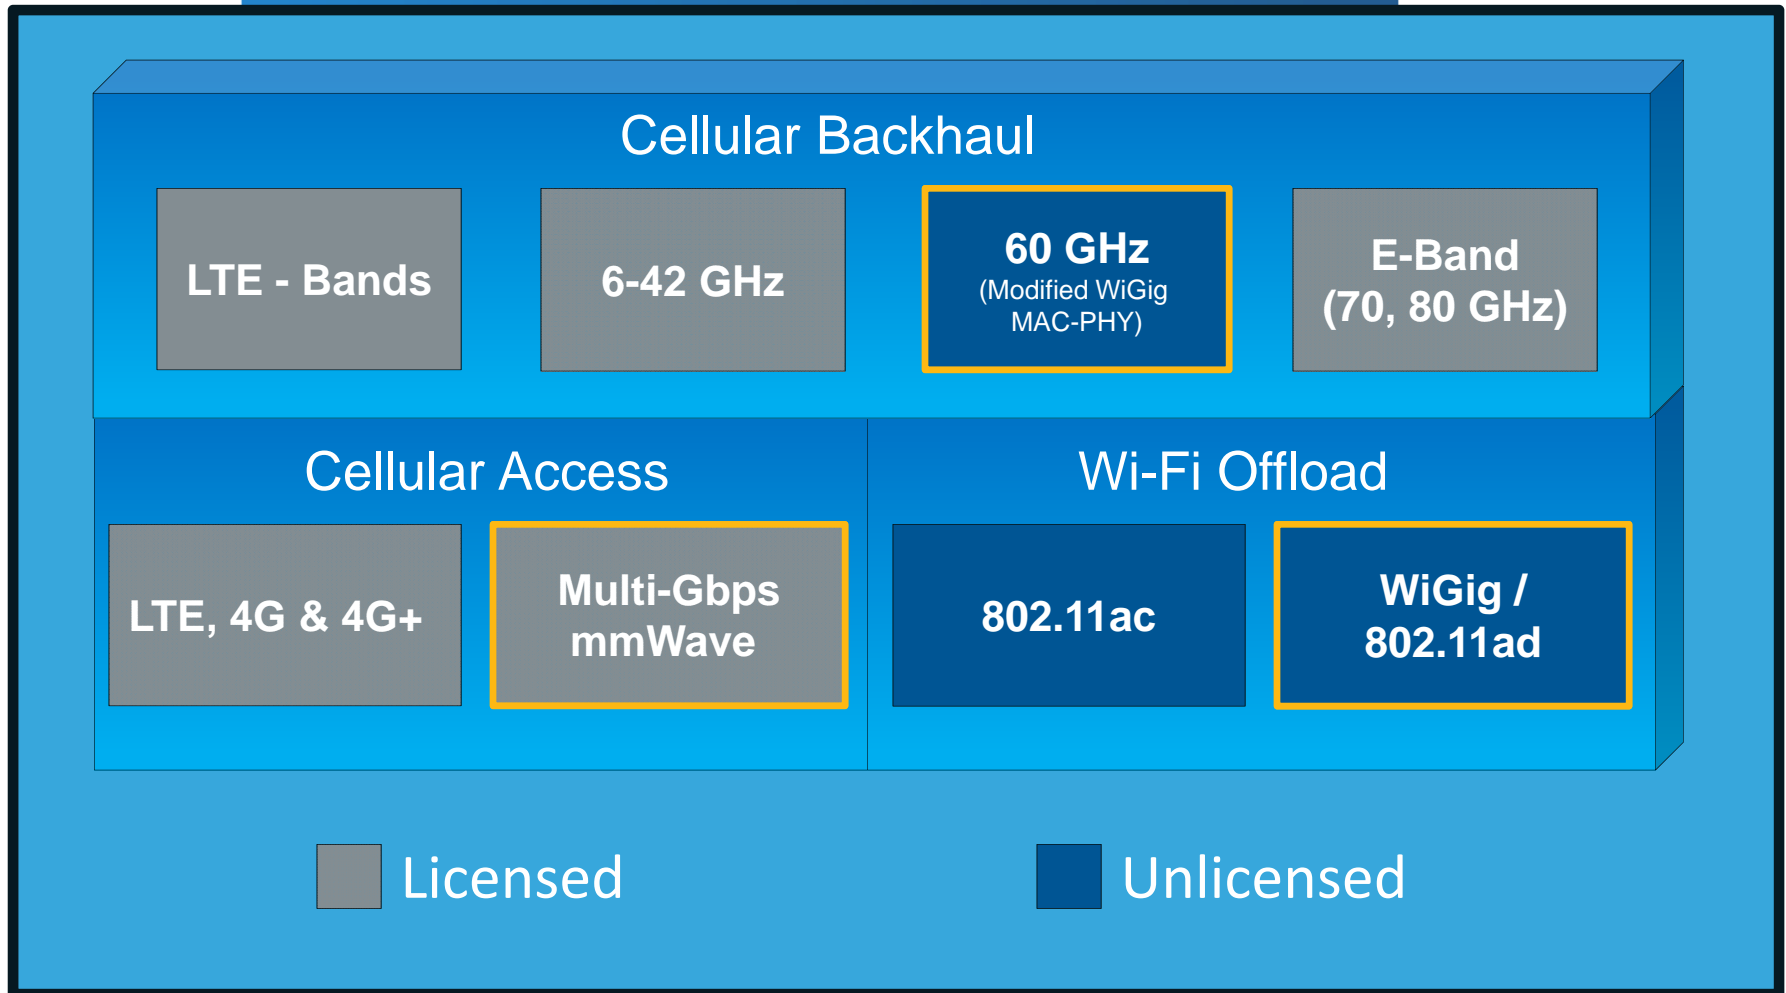 Cellular Backhaul
LTE - Bands
6-42 GHz
60 GHz
(Modified WiGig
MAC-PHY)
E-Band
(70, 80 GHz)
Cellular Access
LTE, 4G & 4G+
Multi-Gbps
mmWave
Wi-Fi Offload
802.11ac
WiGig /
802.11ad
Licensed
Unlicensed